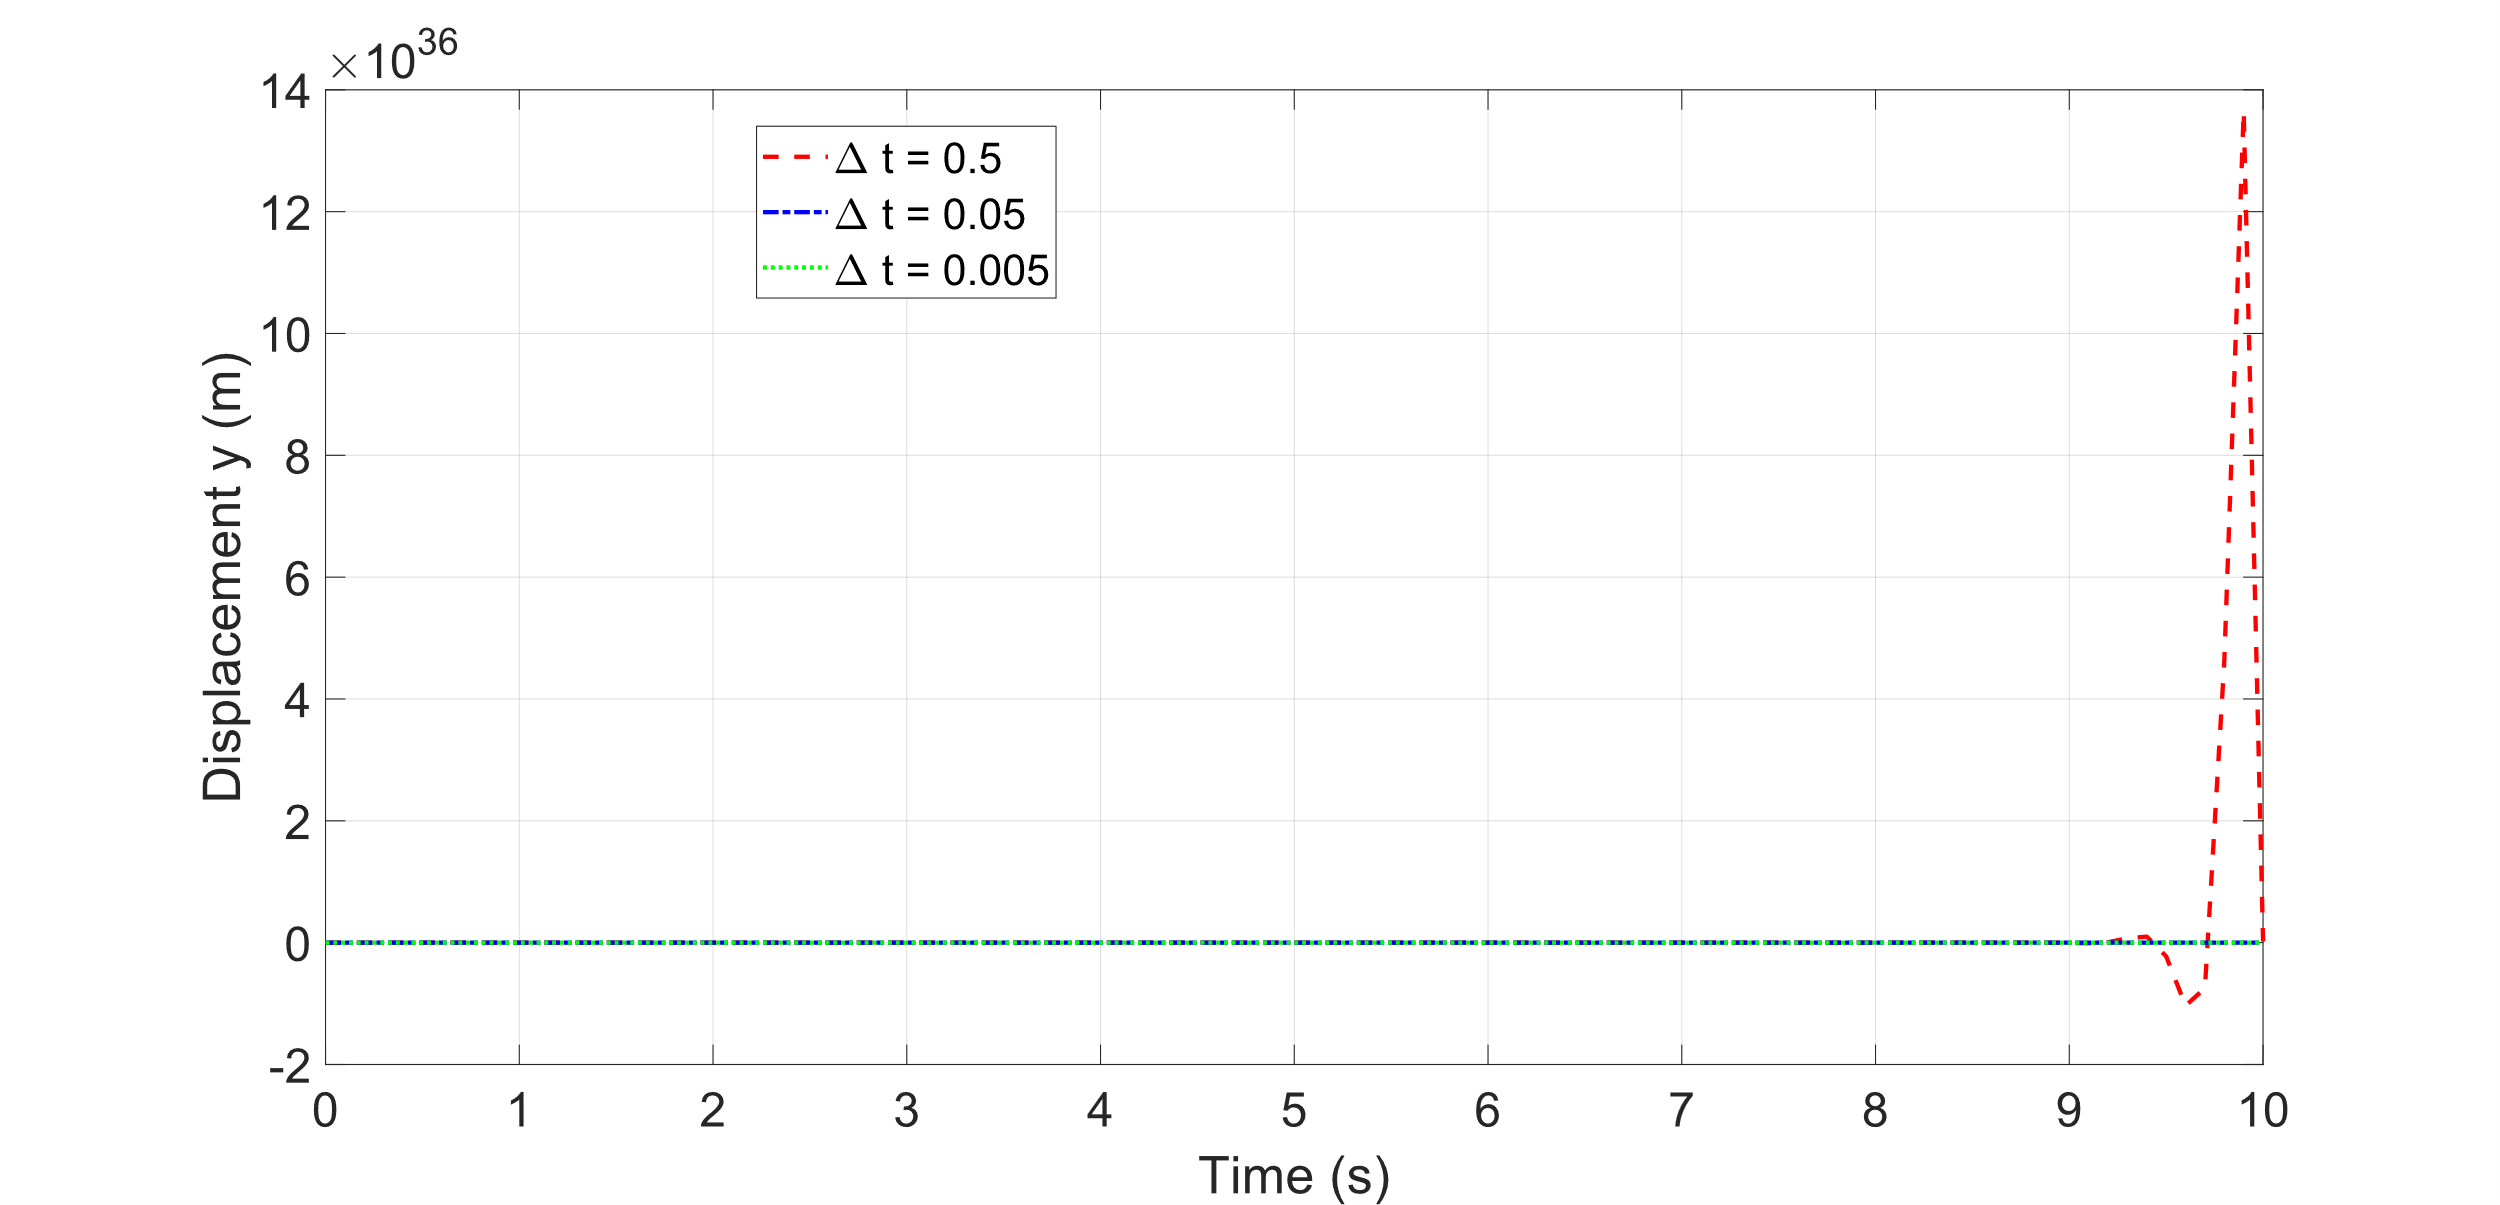 ×10^36
14
12
10
8
6
4
2
0
-2
Displacement y (m)
Δ t = 0.5
Δ t = 0.05
Δ t = 0.005
0 1 2 3 4 5 6 7 8 9 10
Time (s)